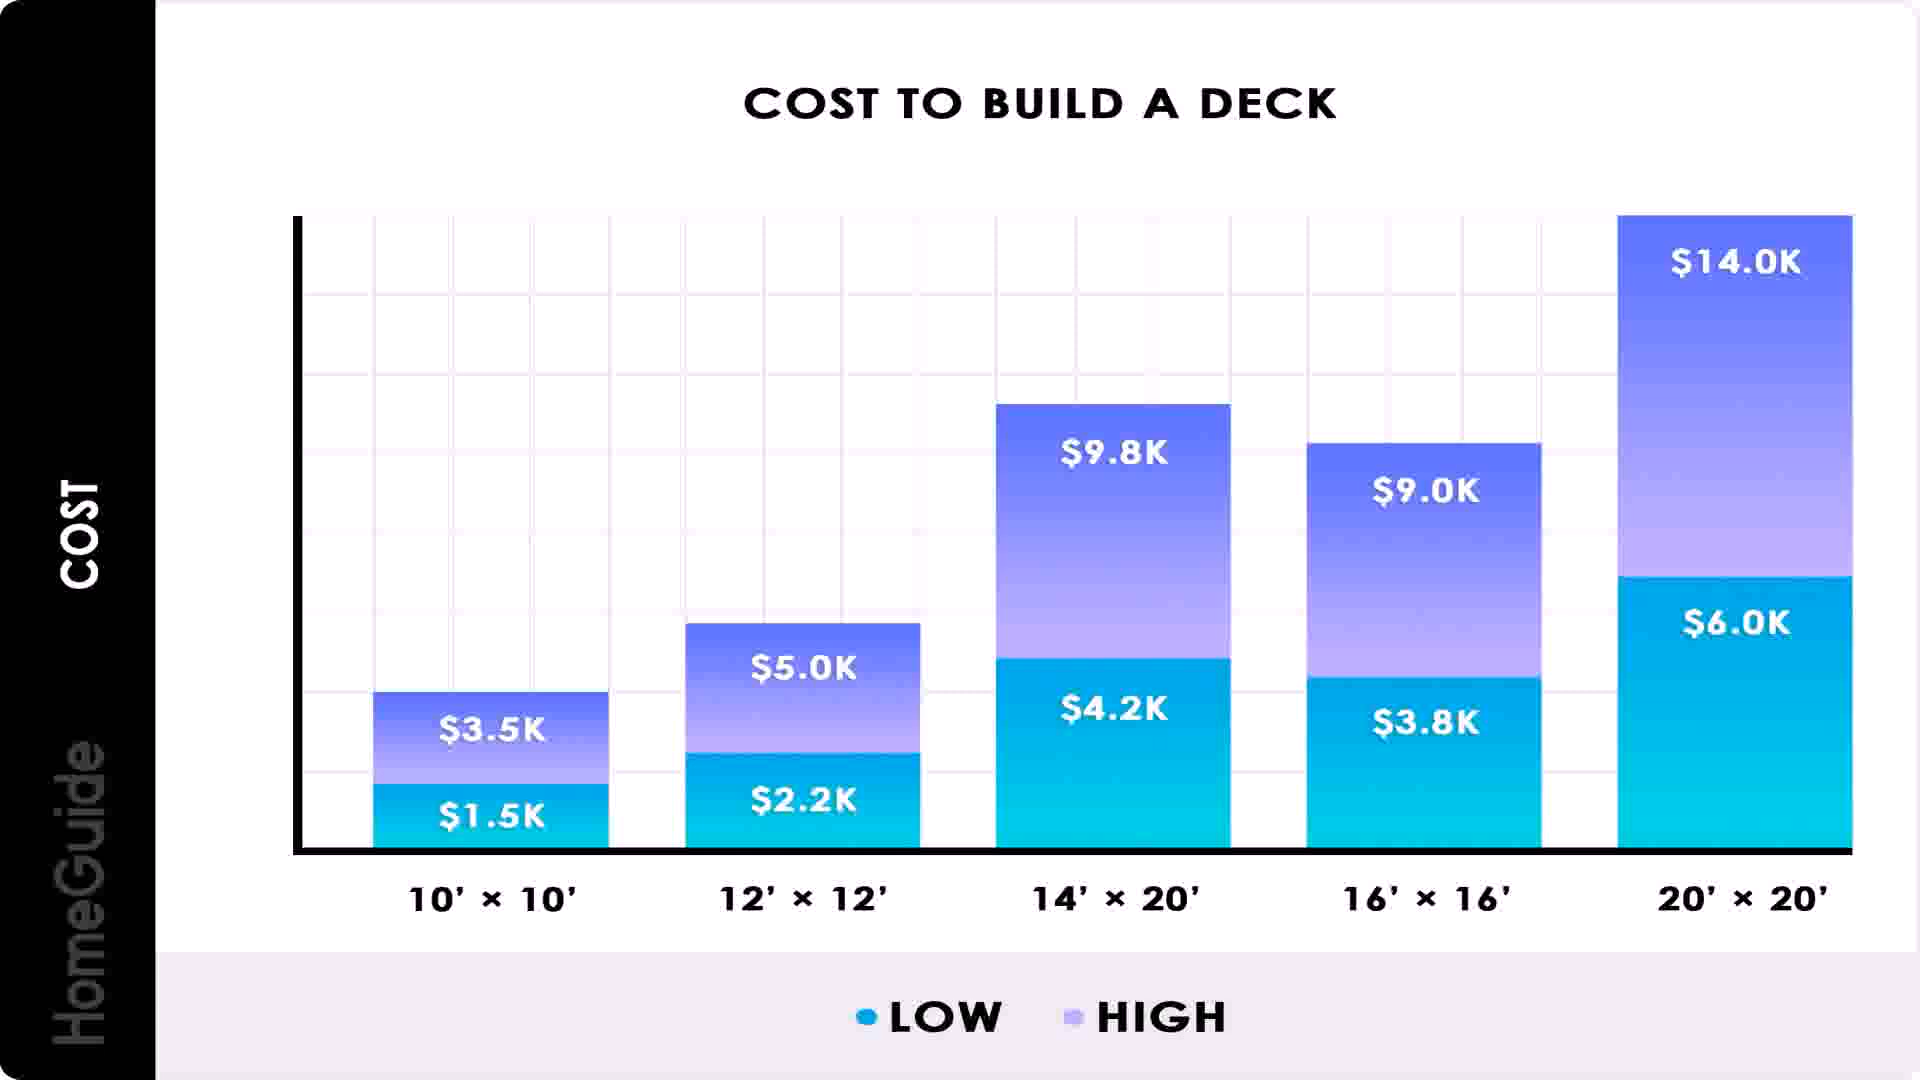 COST TO BUILD A DECK
COST
HomeGuide
$3.5K
$1.5K
$5.0K
$2.2K
$9.8K
$4.2K
$9.0K
$3.8K
$14.0K
$6.0K
10’ × 10’
12’ × 12’
14’ × 20’
16’ × 16’
20’ × 20’
LOW
HIGH